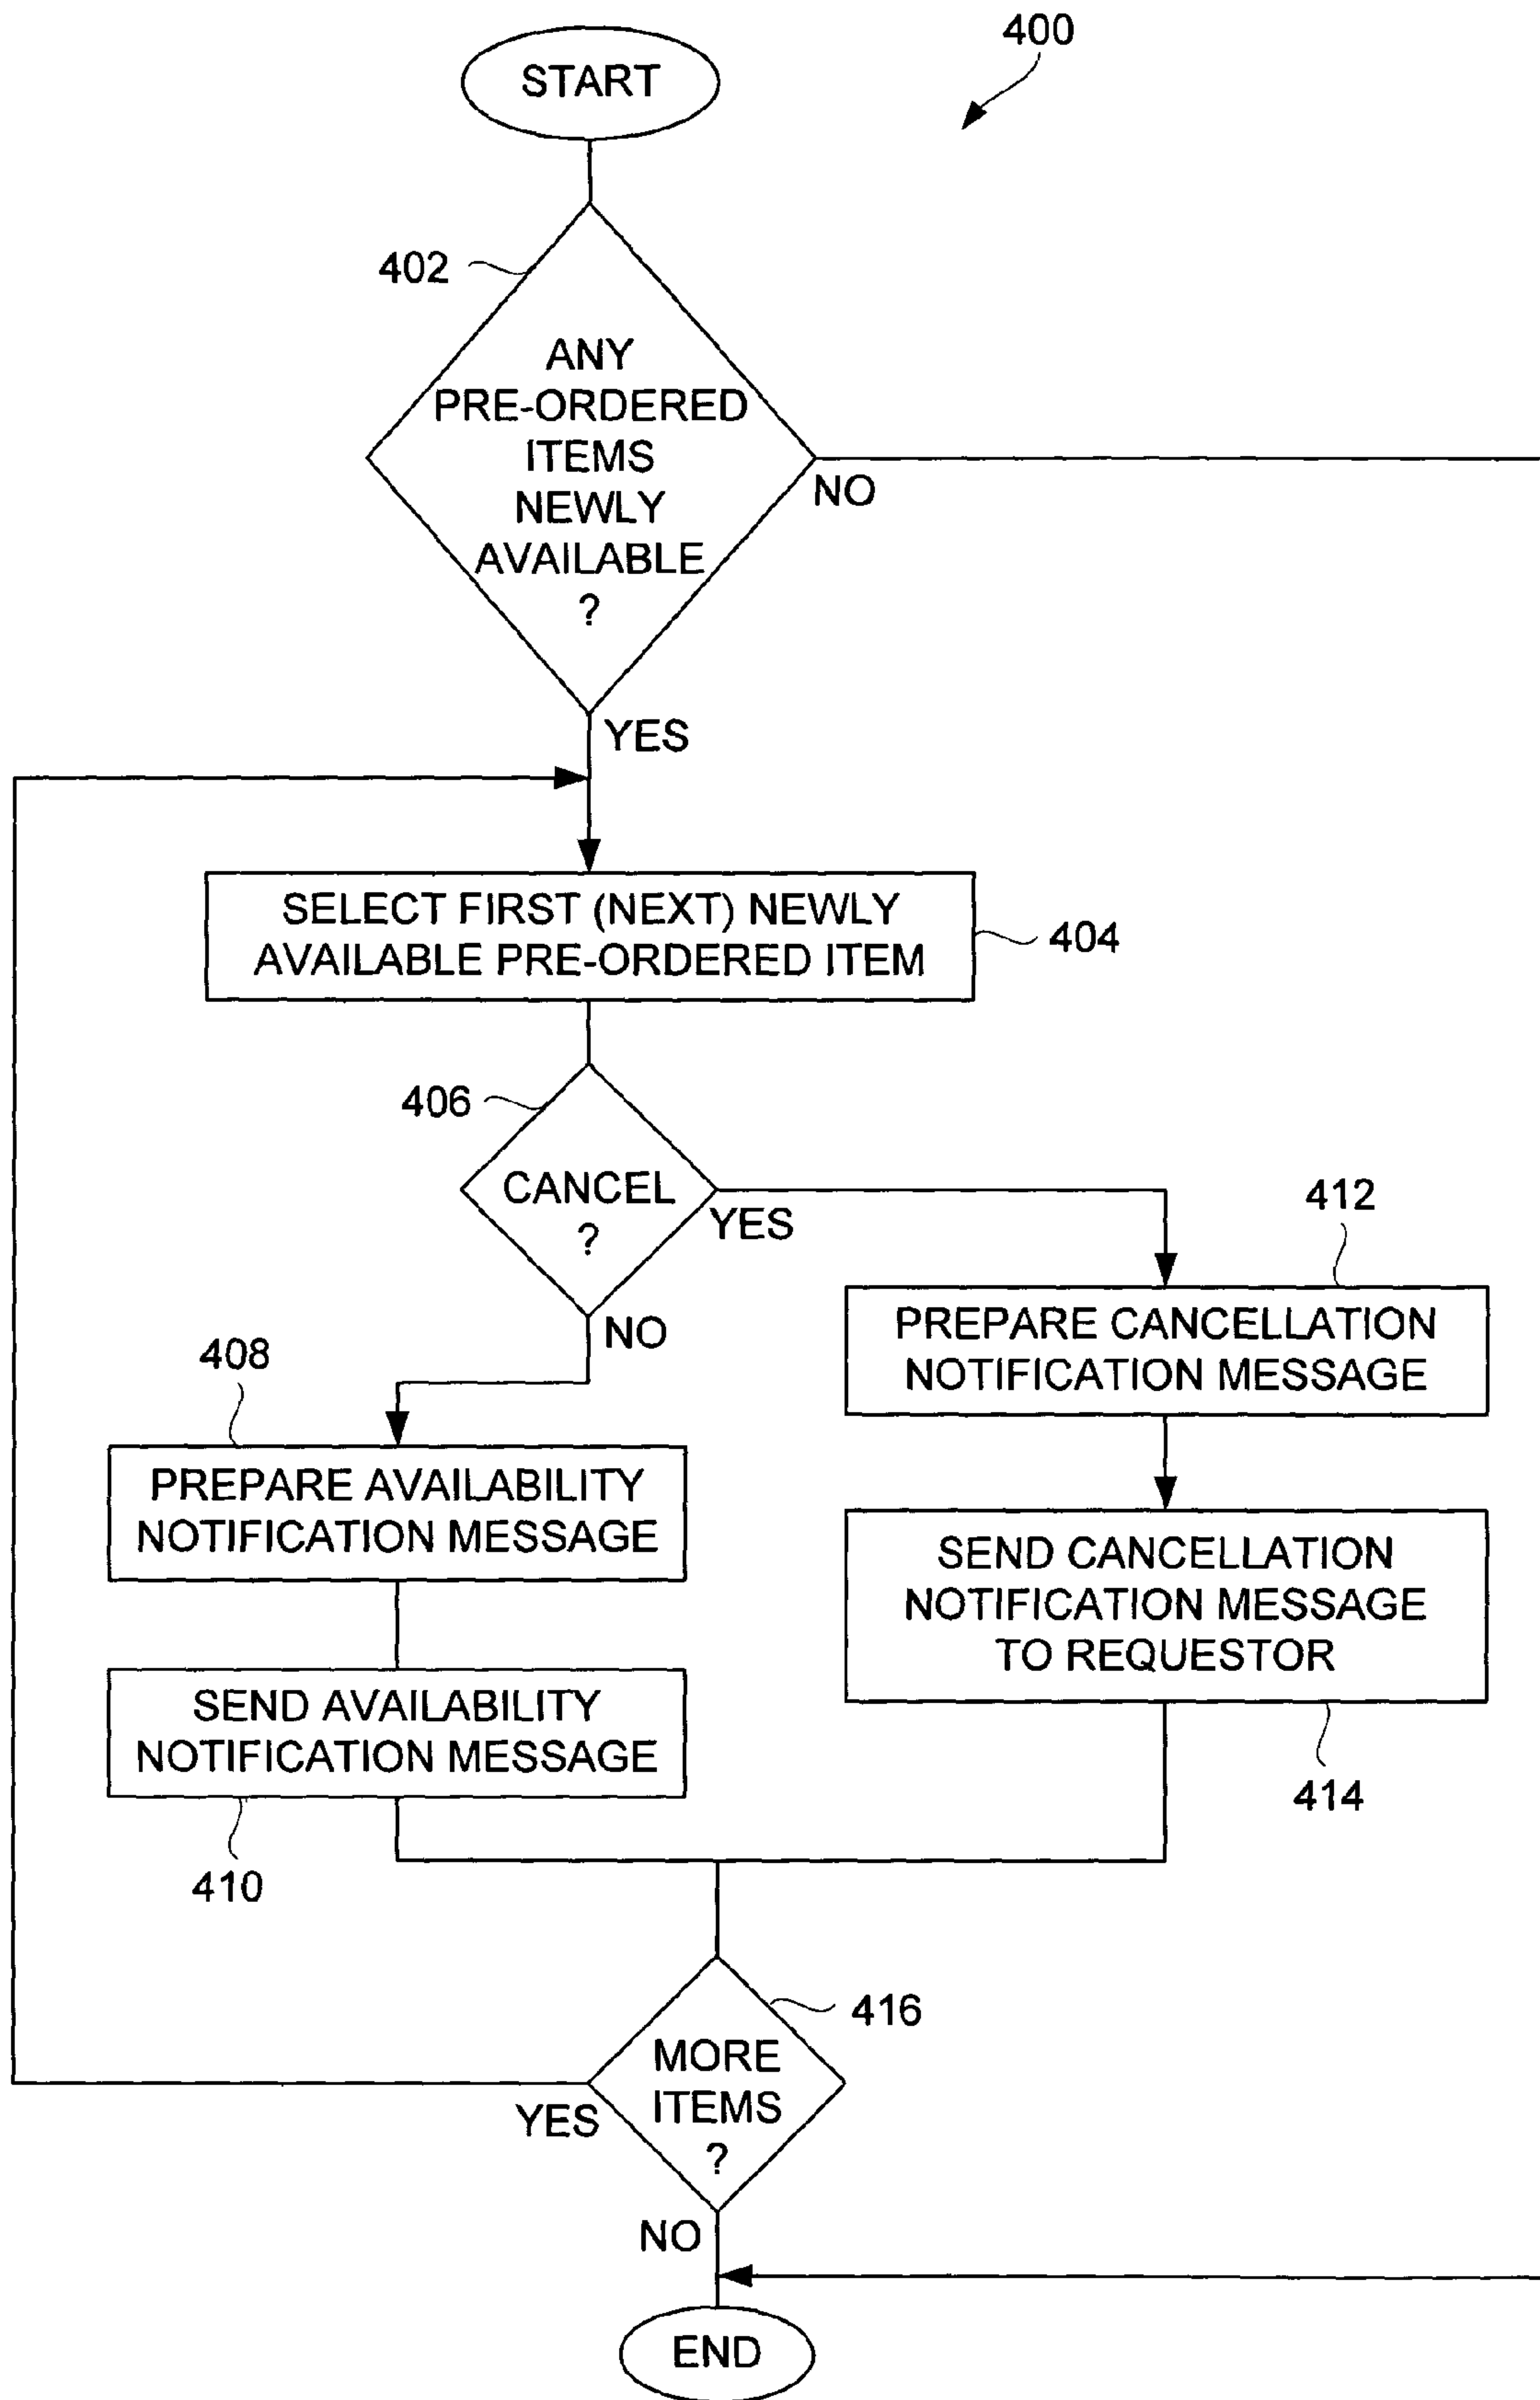 400
START
402
ANY
PRE-ORDERED
ITEMS
NEWLY
AVAILABLE
?
NO
YES
SELECT FIRST (NEXT) NEWLY
AVAILABLE PRE-ORDERED ITEM
404
406
CANCEL
?
YES
NO
412
PREPARE CANCELLATION
NOTIFICATION MESSAGE
408
PREPARE AVAILABILITY
NOTIFICATION MESSAGE
SEND CANCELLATION
NOTIFICATION MESSAGE
TO REQUESTOR
414
SEND AVAILABILITY
NOTIFICATION MESSAGE
410
416
MORE
ITEMS
?
YES
NO
END